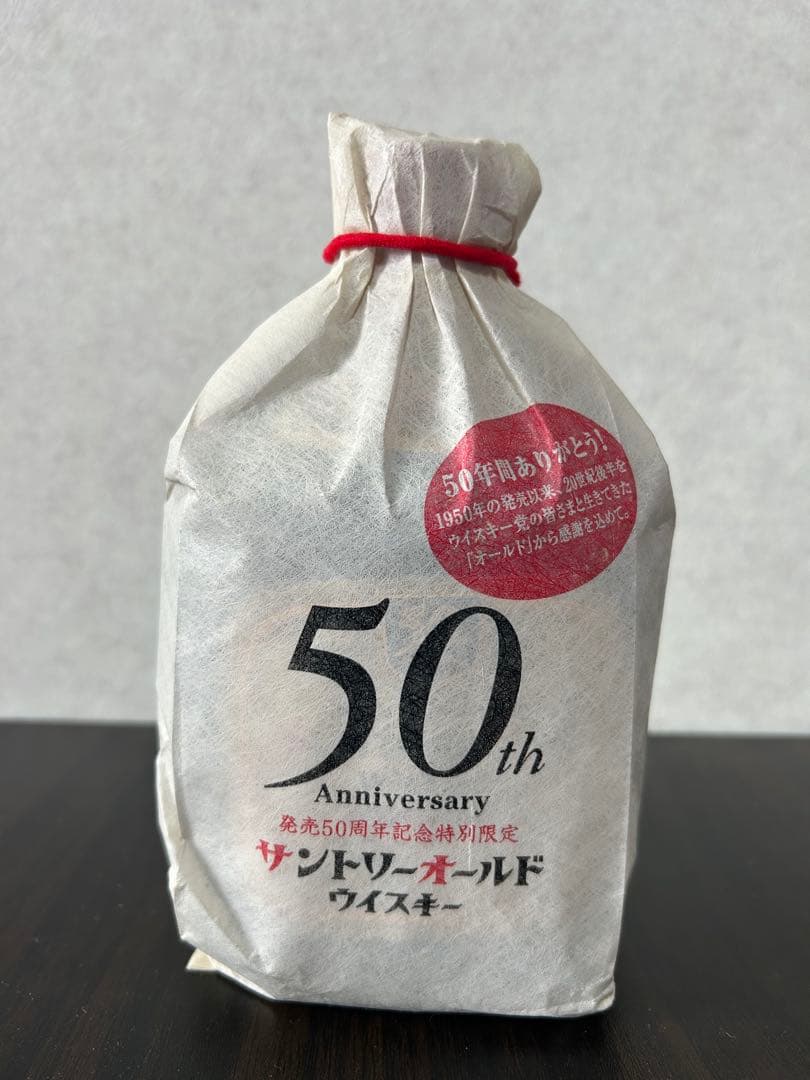 50年間ありがとう!
1950年の発売以来、20世紀後半を
ウイスキー党の皆さまと生きてきた
「オールド」から感謝を込めて。
50th
Anniversary
発売50周年記念特別限定
サントリーオールド
ウイスキー